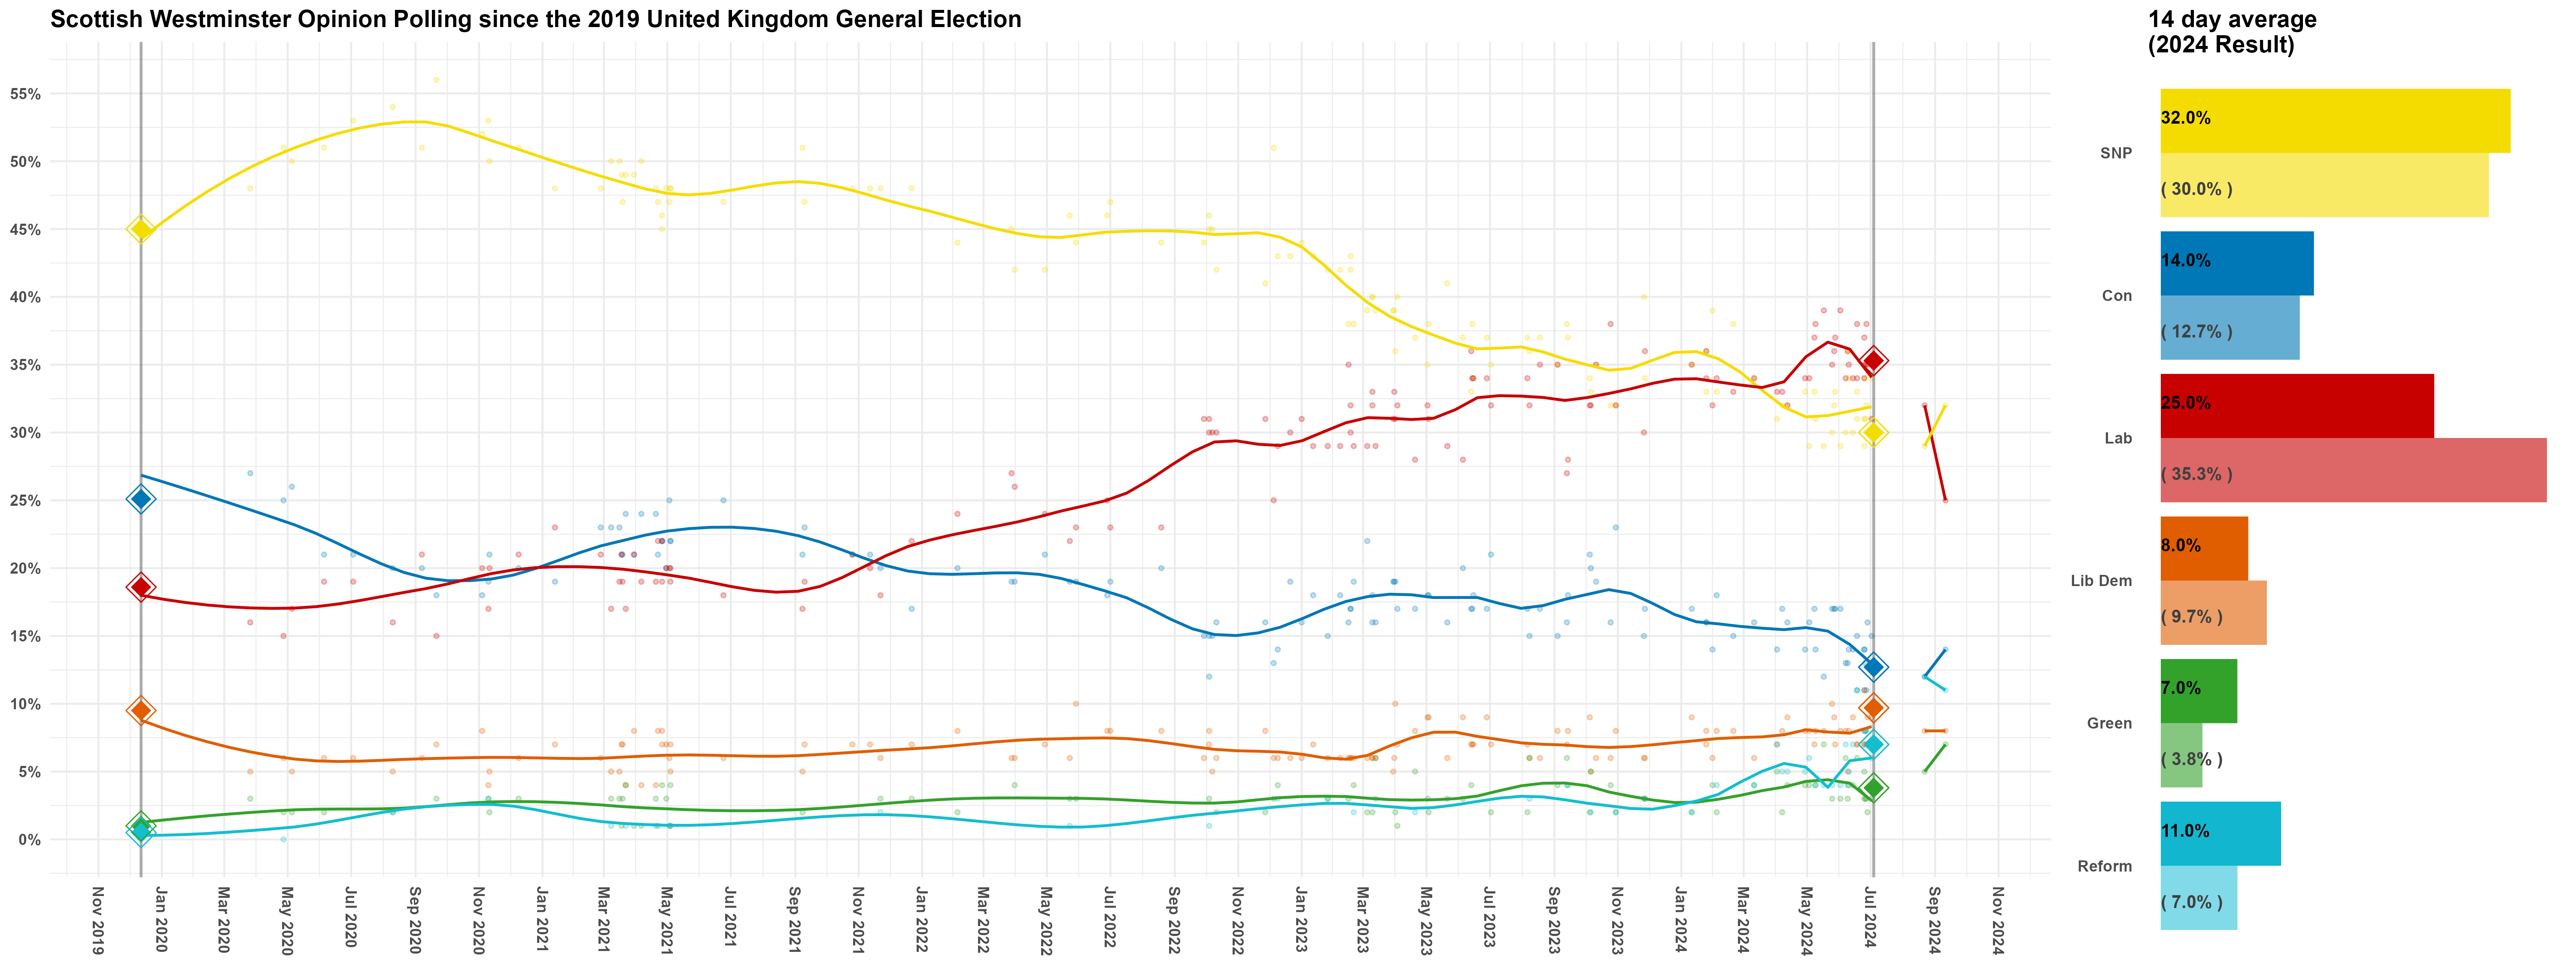 Scottish Westminster Opinion Polling since the 2019 United Kingdom General Election
55%
50%
45%
40%
35%
30%
25%
20%
15%
10%
5%
0%
Nov 2019
Jan 2020
Mar 2020
May 2020
Jul 2020
Sep 2020
Nov 2020
Jan 2021
Mar 2021
May 2021
Jul 2021
Sep 2021
Nov 2021
Jan 2022
Mar 2022
May 2022
Jul 2022
Sep 2022
Nov 2022
Jan 2023
Mar 2023
May 2023
Jul 2023
Sep 2023
Nov 2023
Jan 2024
Mar 2024
May 2024
Jul 2024
Sep 2024
Nov 2024
14 day average
(2024 Result)
32.0%
SNP
( 30.0% )
14.0%
Con
( 12.7% )
25.0%
Lab
( 35.3% )
8.0%
Lib Dem
( 9.7% )
7.0%
Green
( 3.8% )
11.0%
Reform
( 7.0% )